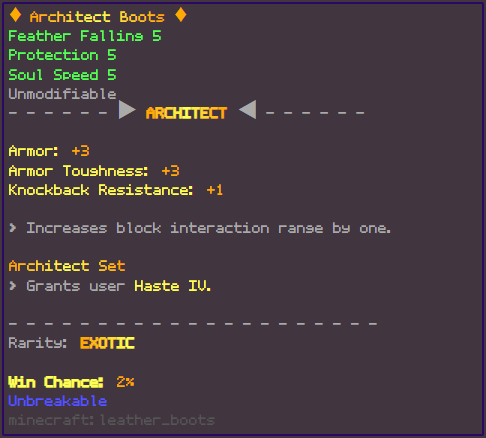 ♦ Architect Boots ♦
Feather Falling 5
Protection 5
Soul Speed 5
Unmodifiable
- - - - - - ▶ ARCHITECT ◀ - - - - - -
Armor: +3
Armor Toughness: +3
Knockback Resistance: +1
> Increases block interaction range by one.
Architect Set
> Grants user Haste IV.
- - - - - - - - - - - - - - - - - - - - - - -
Rarity: EXOTIC
Win Chance: 2%
Unbreakable
minecraft:leather_boots